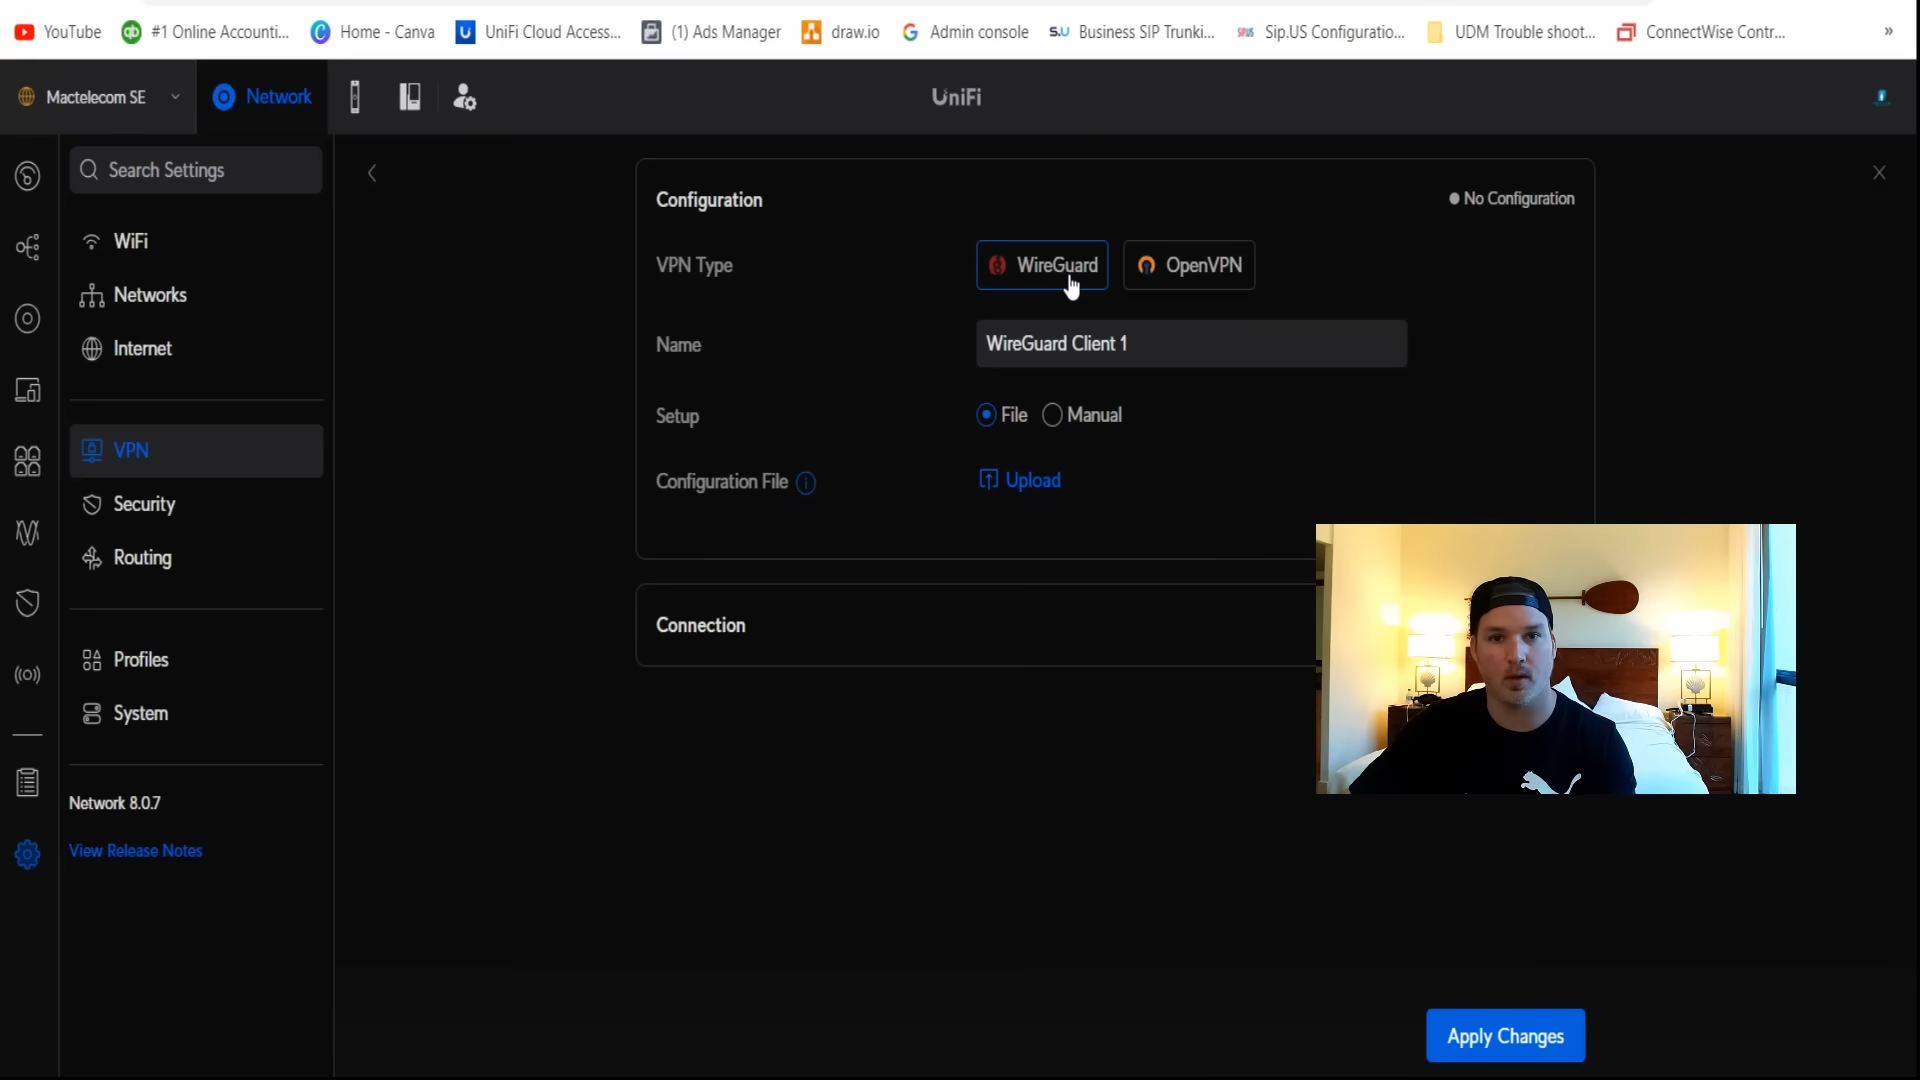 YouTube #1 Online Accounti... Home - Canva UniFi Cloud Access... (1) Ads Manager draw.io Admin console Business SIP Trunki... Sip.US Configuratio... UDM Trouble shoot... ConnectWise Contr... »
Mactelecom SE Network UniFi
Search Settings
WiFi
Networks
Internet
VPN
Security
Routing
Profiles
System
Network 8.0.7
View Release Notes
Configuration No Configuration
VPN Type WireGuard OpenVPN
Name WireGuard Client 1
Setup File Manual
Configuration File Upload
Connection
Apply Changes